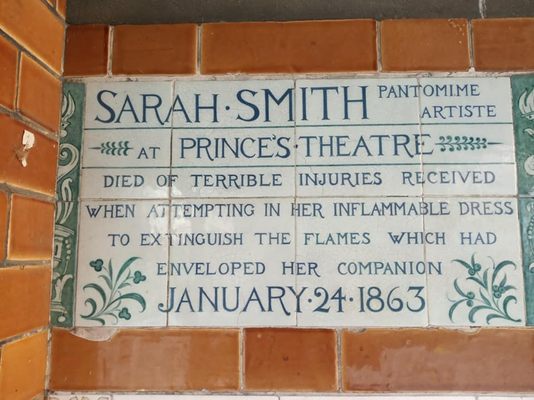 SARAH · SMITH PANTOMIME ARTISTE
AT PRINCE'S · THEATRE
DIED OF TERRIBLE INJURIES RECEIVED
WHEN ATTEMPTING IN HER INFLAMMABLE DRESS
TO EXTINGUISH THE FLAMES WHICH HAD
ENVELOPED HER COMPANION
JANUARY · 24 · 1863